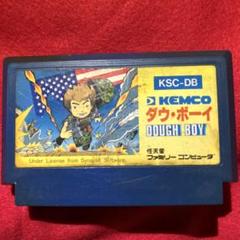 KSC-DB
KEMCO
ダウ・ボーイ
DOUGH BOY
Under License from Synapse Software
任天堂
ファミリー コンピュータ